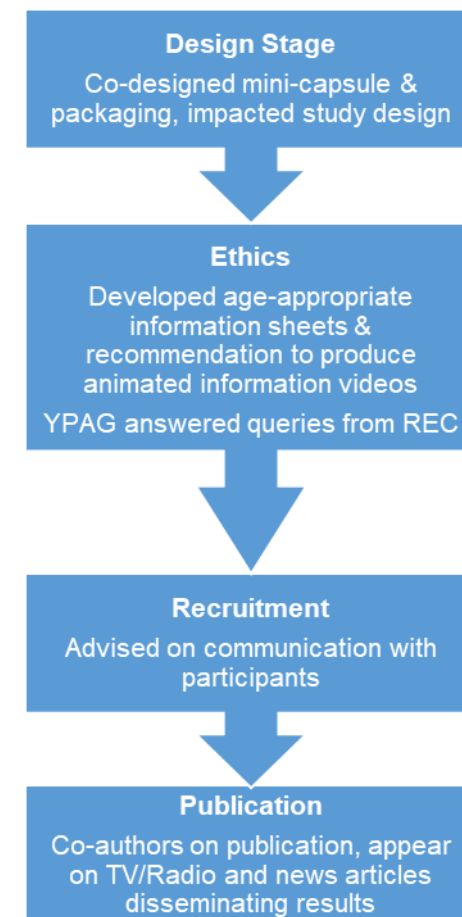 Design Stage
Co-designed mini-capsule &
packaging, impacted study design
Ethics
Developed age-appropriate
information sheets &
recommendation to produce
animated information videos
YPAG answered queries from REC
Recruitment
Advised on communication with
participants
Publication
Co-authors on publication, appear
on TV/Radio and news articles
disseminating results